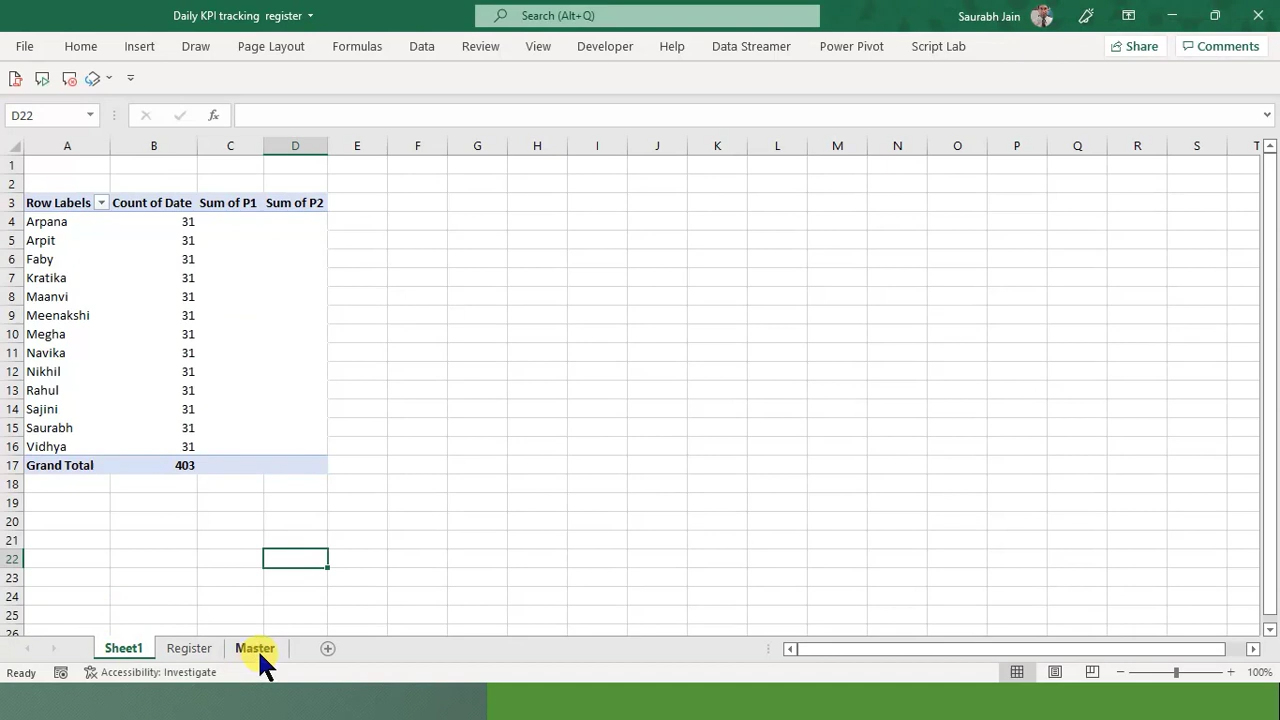 Daily KPI tracking register
Search (Alt+Q)
Saurabh Jain
File Home Insert Draw Page Layout Formulas Data Review View Developer Help Data Streamer Power Pivot Script Lab Share Comments
D22 fx
A B C D E F G H I J K L M N O P Q R S T
1
2
3 Row Labels Count of Date Sum of P1 Sum of P2
4 Arpana 31
5 Arpit 31
6 Faby 31
7 Kratika 31
8 Maanvi 31
9 Meenakshi 31
10 Megha 31
11 Navika 31
12 Nikhil 31
13 Rahul 31
14 Sajini 31
15 Saurabh 31
16 Vidhya 31
17 Grand Total 403
18
19
20
21
22
23
24
25
26
Sheet1 Register Master
Ready Accessibility: Investigate 100%